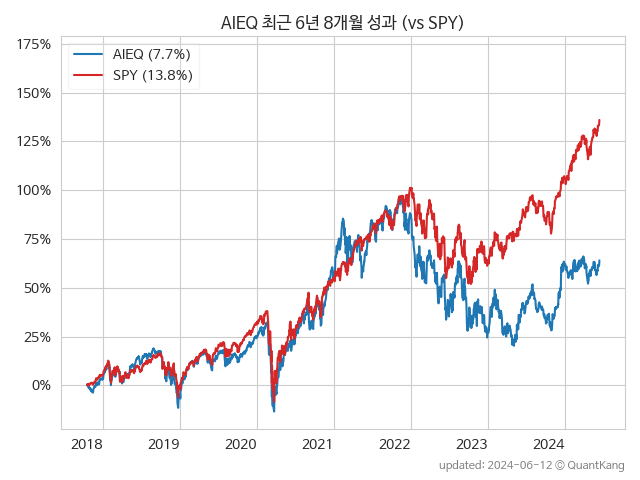 AIEQ 최근 6년 8개월 성과 (vs SPY)
AIEQ (7.7%)
SPY (13.8%)
175%
150%
125%
100%
75%
50%
25%
0%
2018 2019 2020 2021 2022 2023 2024
updated: 2024-06-12 © QuantKang